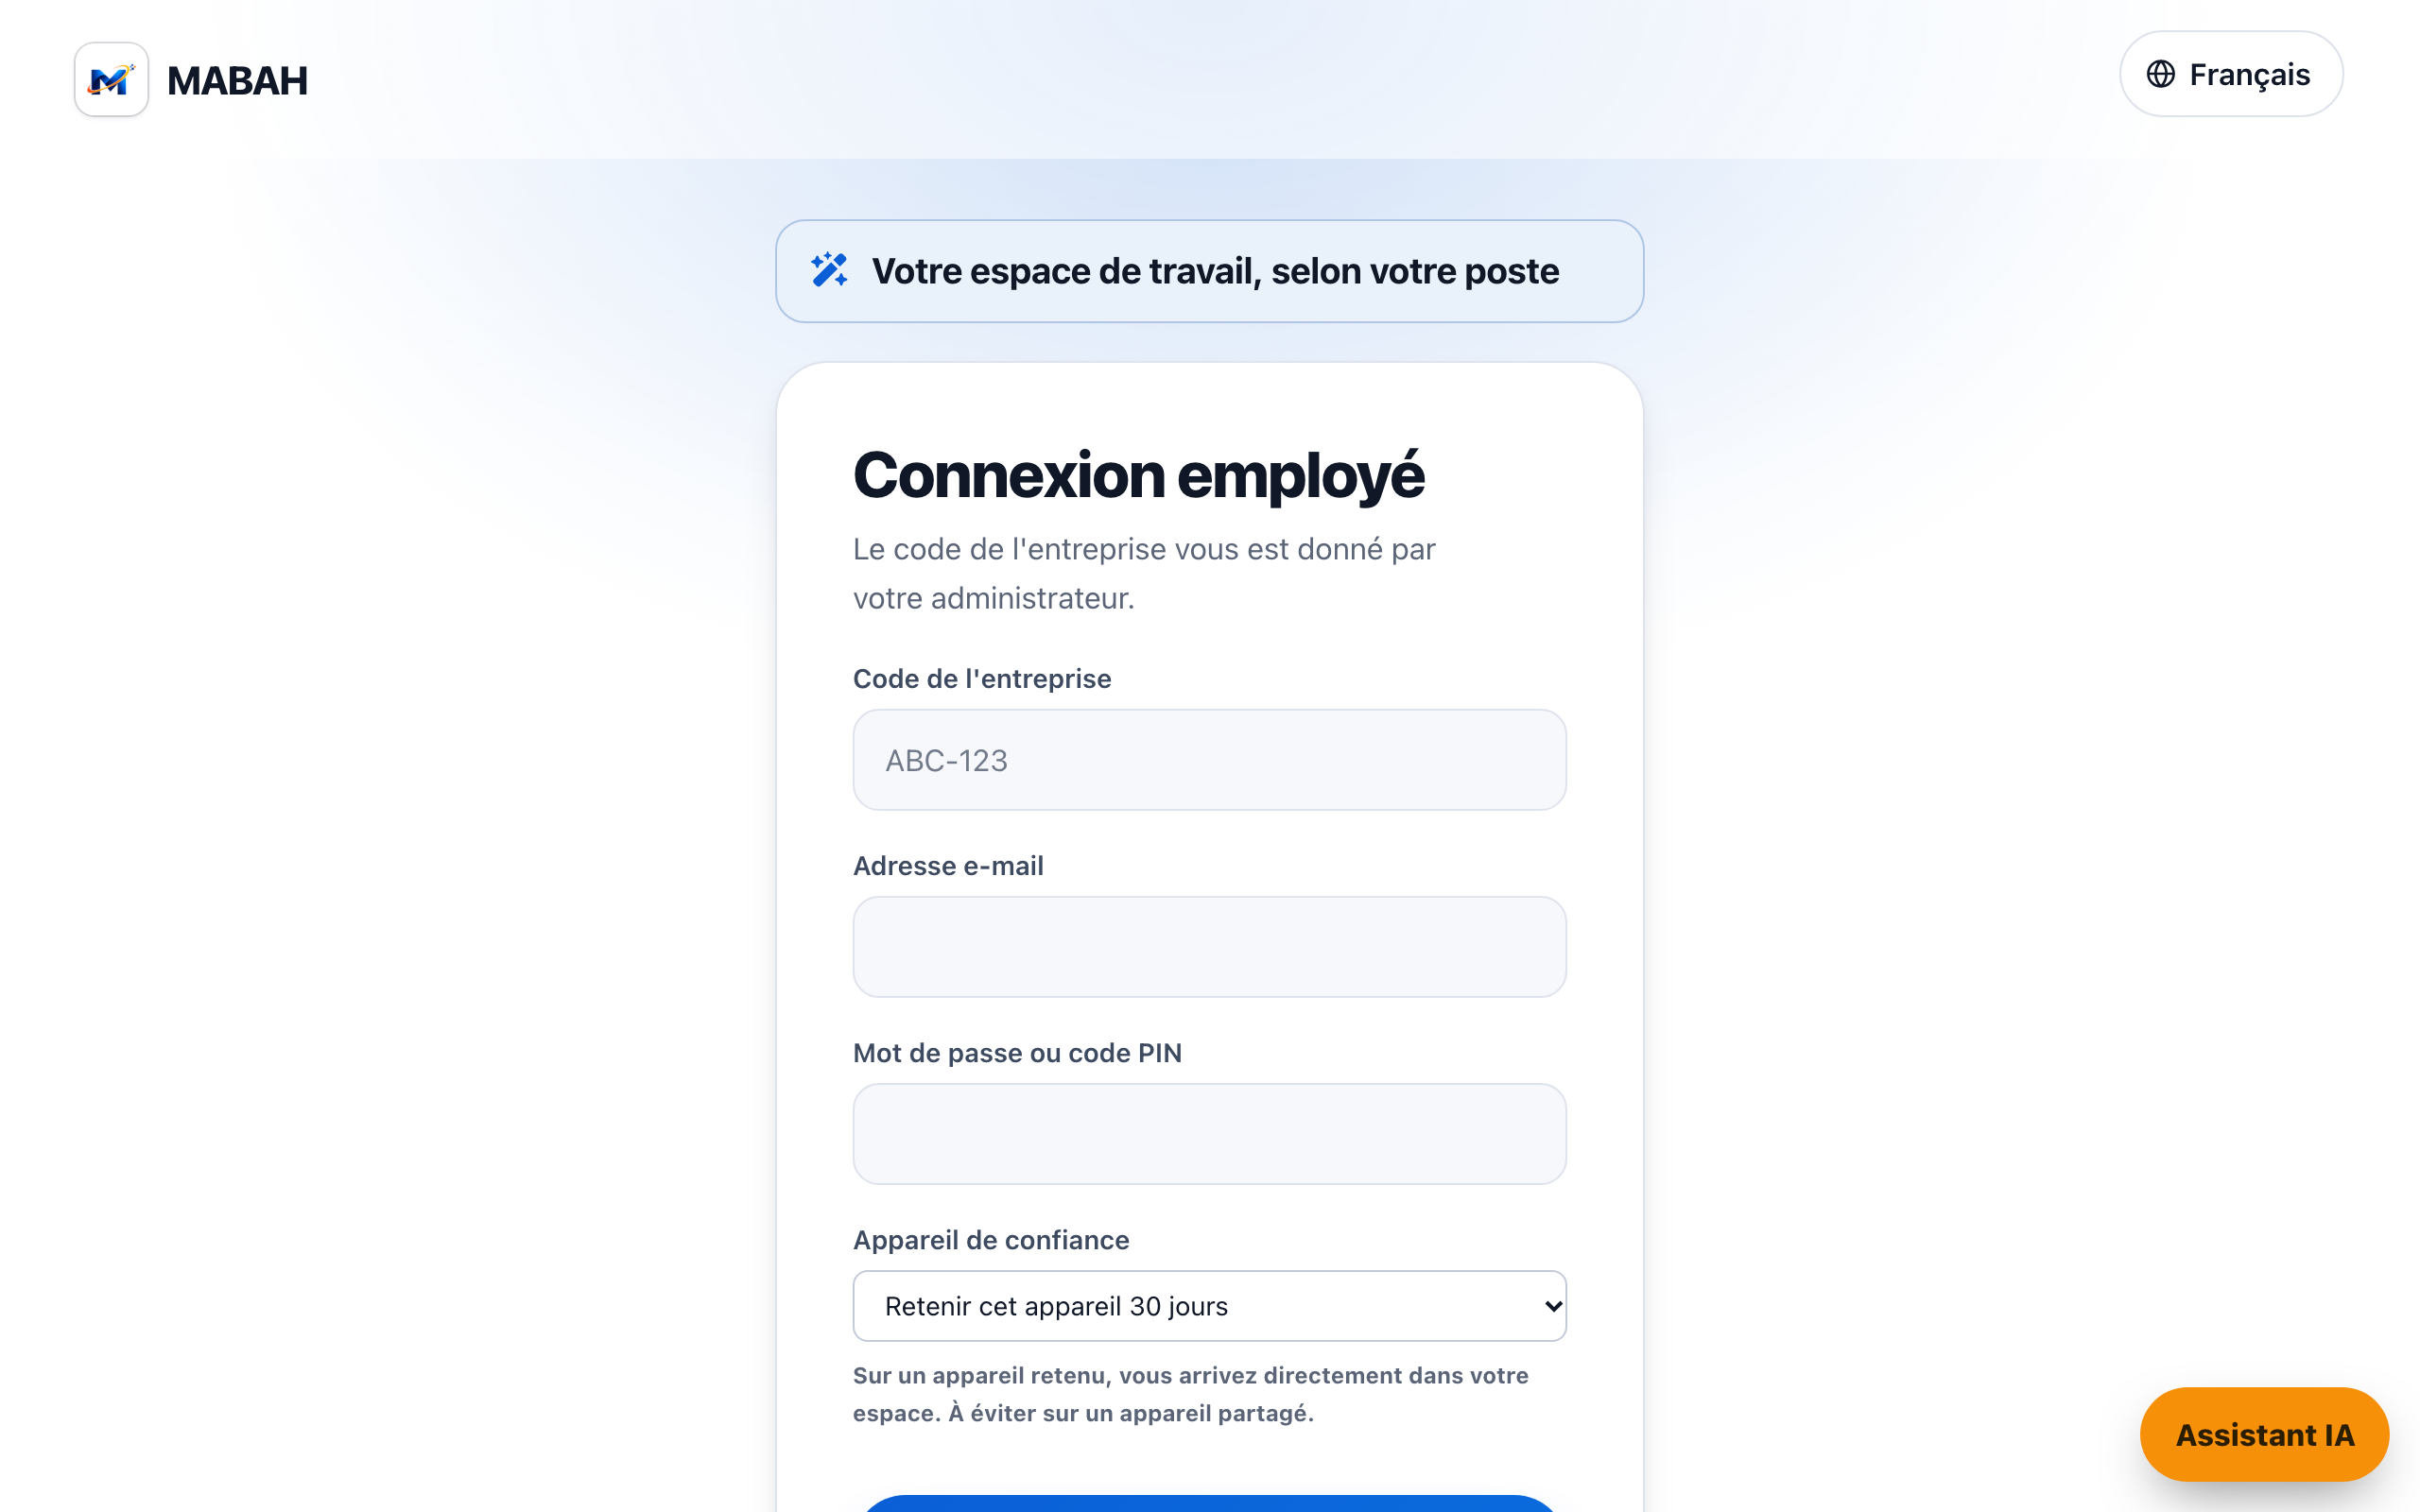 MABAH
Français
Votre espace de travail, selon votre poste
Connexion employé
Le code de l'entreprise vous est donné par
votre administrateur.
Code de l'entreprise
ABC-123
Adresse e-mail
Mot de passe ou code PIN
Appareil de confiance
Retenir cet appareil 30 jours
Sur un appareil retenu, vous arrivez directement dans votre
espace. À éviter sur un appareil partagé.
Assistant IA